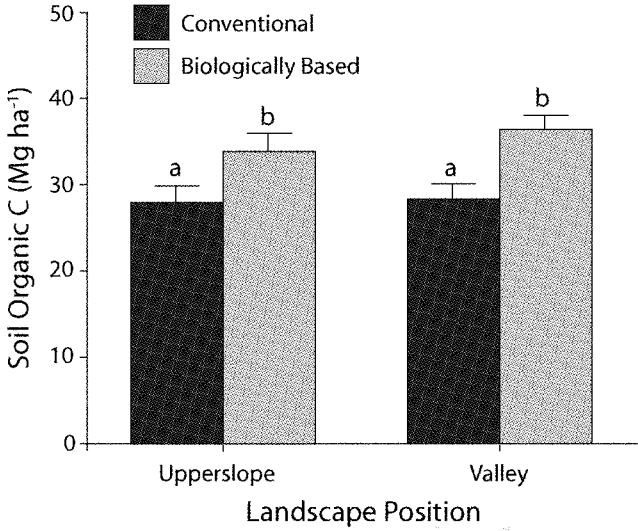 50
40
30
20
10
0
Soil Organic C (Mg ha⁻¹)
Conventional
Biologically Based
a
b
a
b
Upperslope
Valley
Landscape Position